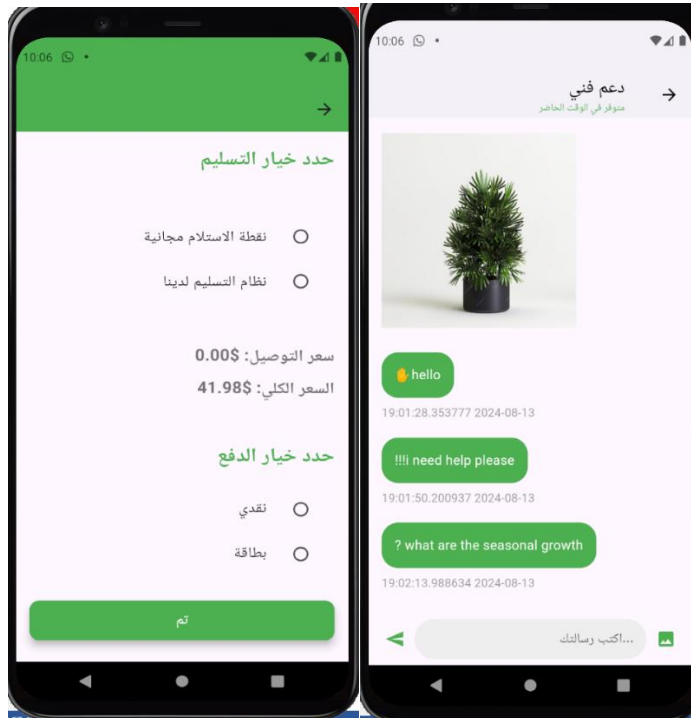 10:06
حدد خيار التسليم
نقطة الاستلام مجانية
نظام التسليم لدينا
سعر التوصيل: $0.00
السعر الكلي: $41.98
حدد خيار الدفع
نقدي
بطاقة
تم
10:06
دعم فني
متوفر في الوقت الحاضر
✋hello
19:01:28.353777 2024-08-13
!!!i need help please
19:01:50.200937 2024-08-13
? what are the seasonal growth
19:02:13.988634 2024-08-13
...اكتب رسالتك